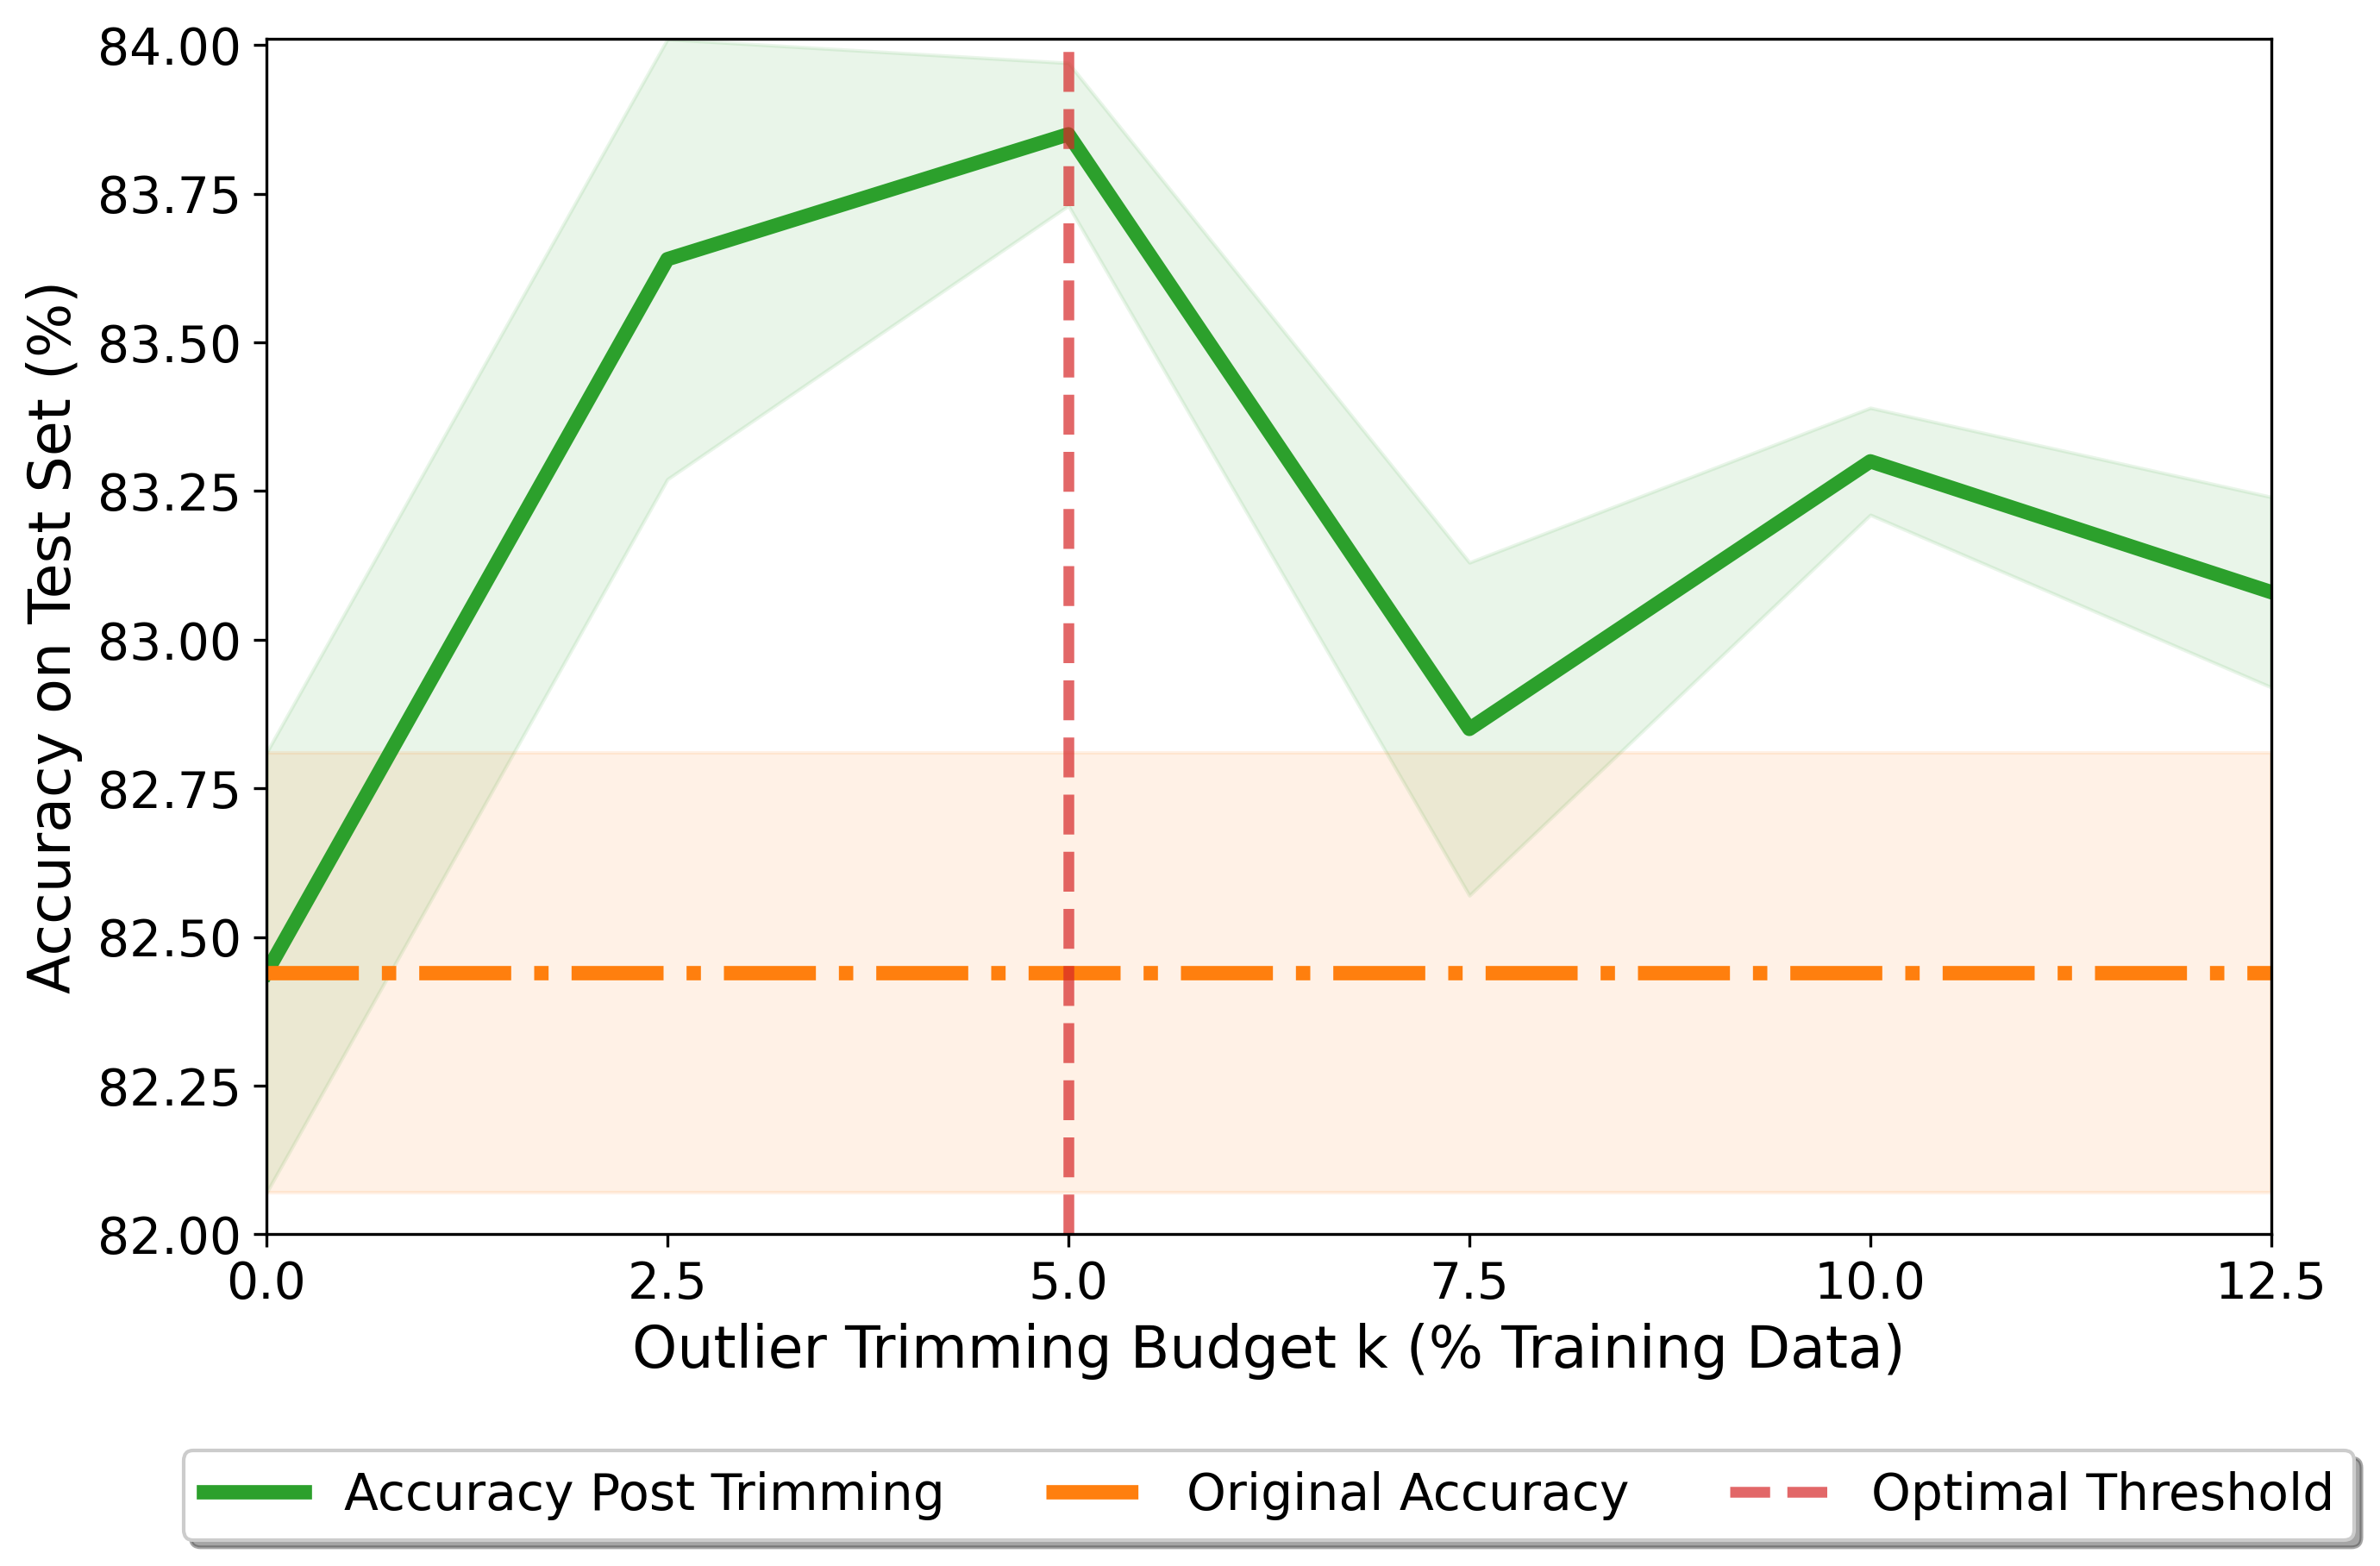 Accuracy on Test Set (%)
84.00
83.75
83.50
83.25
83.00
82.75
82.50
82.25
82.00
0.0 2.5 5.0 7.5 10.0 12.5
Outlier Trimming Budget k (% Training Data)
Accuracy Post Trimming Original Accuracy Optimal Threshold